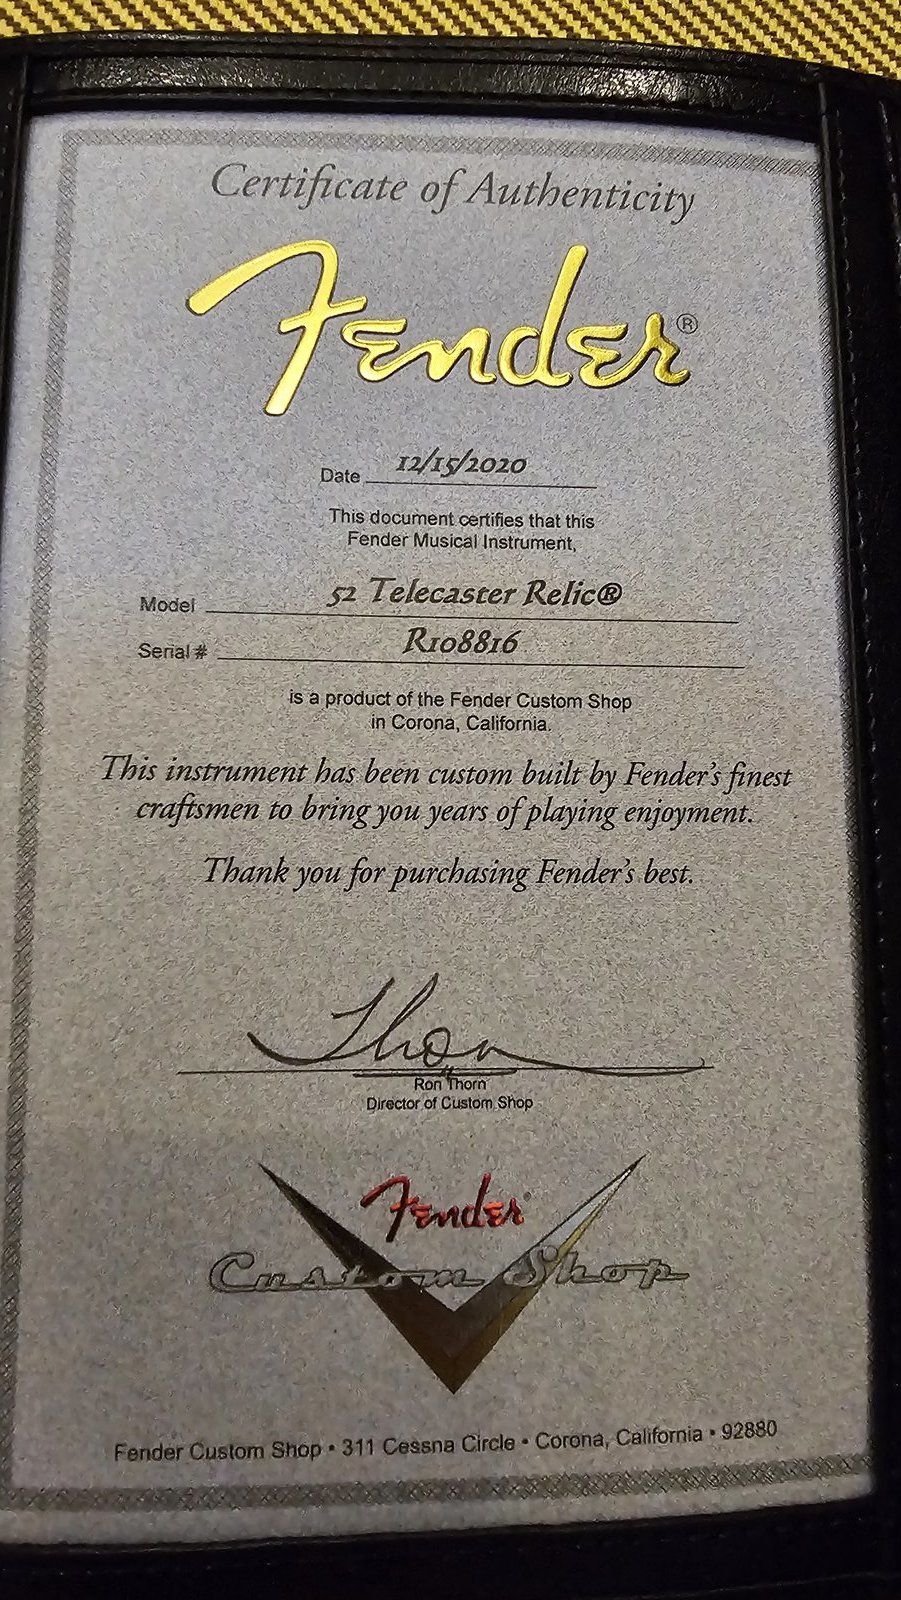 Certificate of Authenticity
Fender®
Date 12/15/2020
This document certifies that this
Fender Musical Instrument,
Model 52 Telecaster Relic®
Serial # R108816
is a product of the Fender Custom Shop
in Corona, California.
This instrument has been custom built by Fender's finest
craftsmen to bring you years of playing enjoyment.
Thank you for purchasing Fender's best.
Thorn
Ron Thorn
Director of Custom Shop
Fender®
Custom Shop
Fender Custom Shop • 311 Cessna Circle • Corona, California • 92880